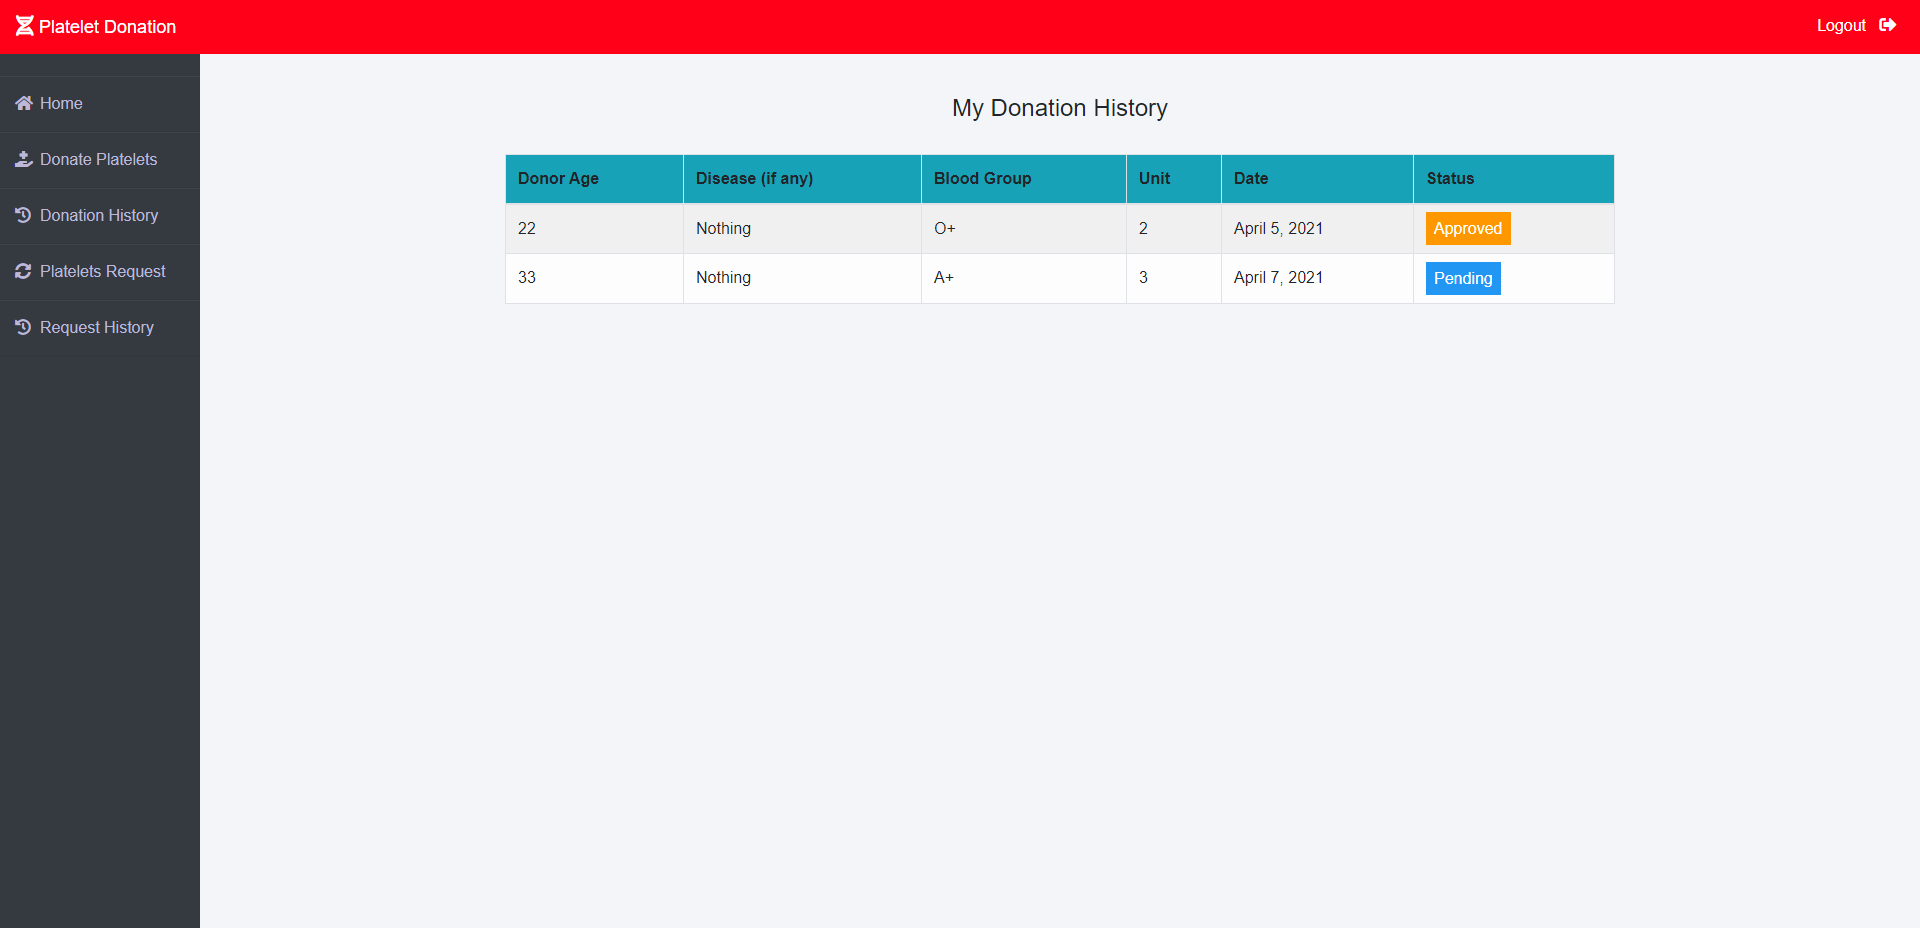 Platelet Donation
Logout
Home
Donate Platelets
Donation History
Platelets Request
Request History
My Donation History
Donor Age Disease (if any) Blood Group Unit Date Status
22 Nothing O+ 2 April 5, 2021 Approved
33 Nothing A+ 3 April 7, 2021 Pending